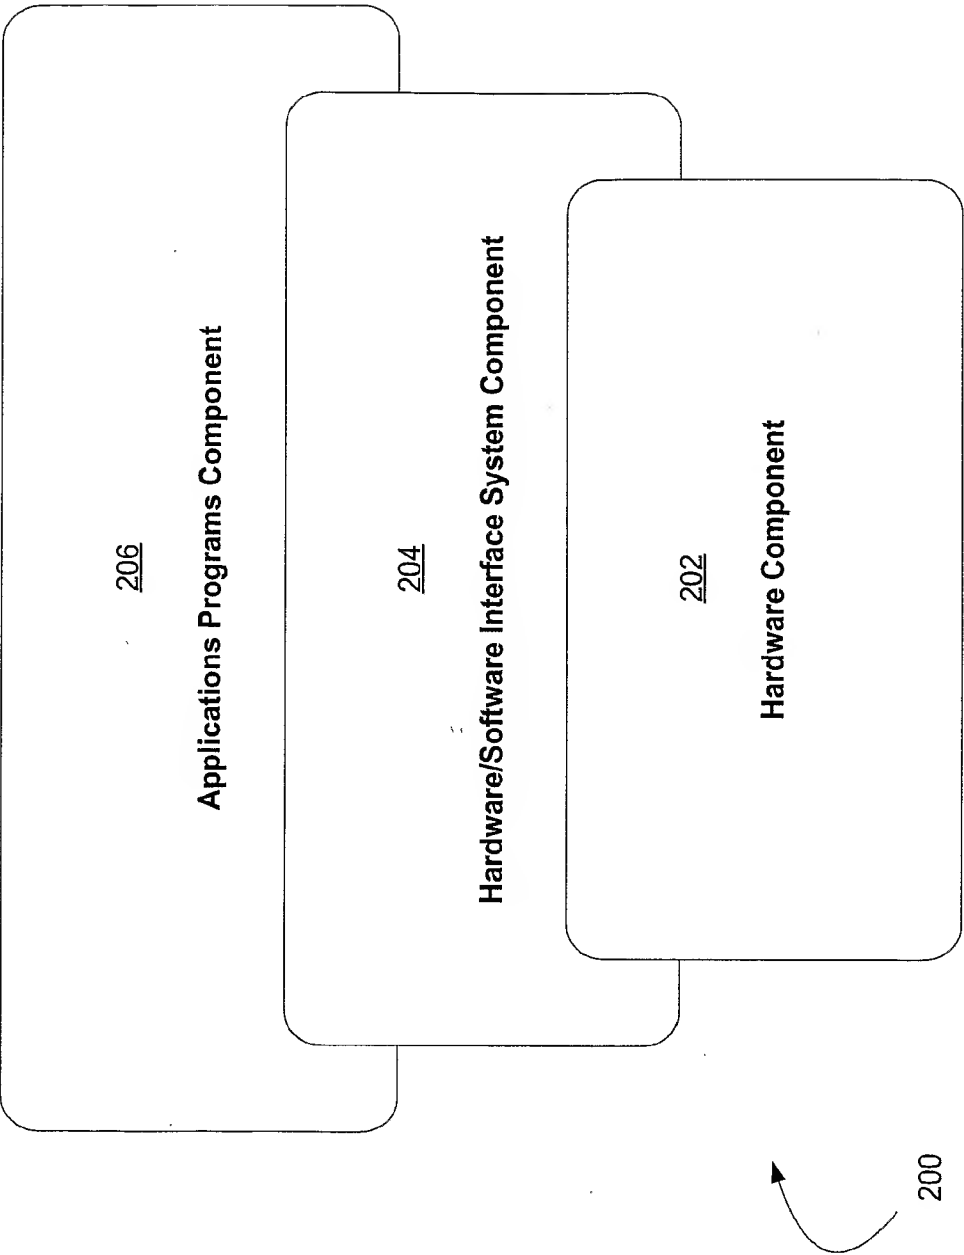 206
Applications Programs Component
204
Hardware/Software Interface System Component
202
Hardware Component
200